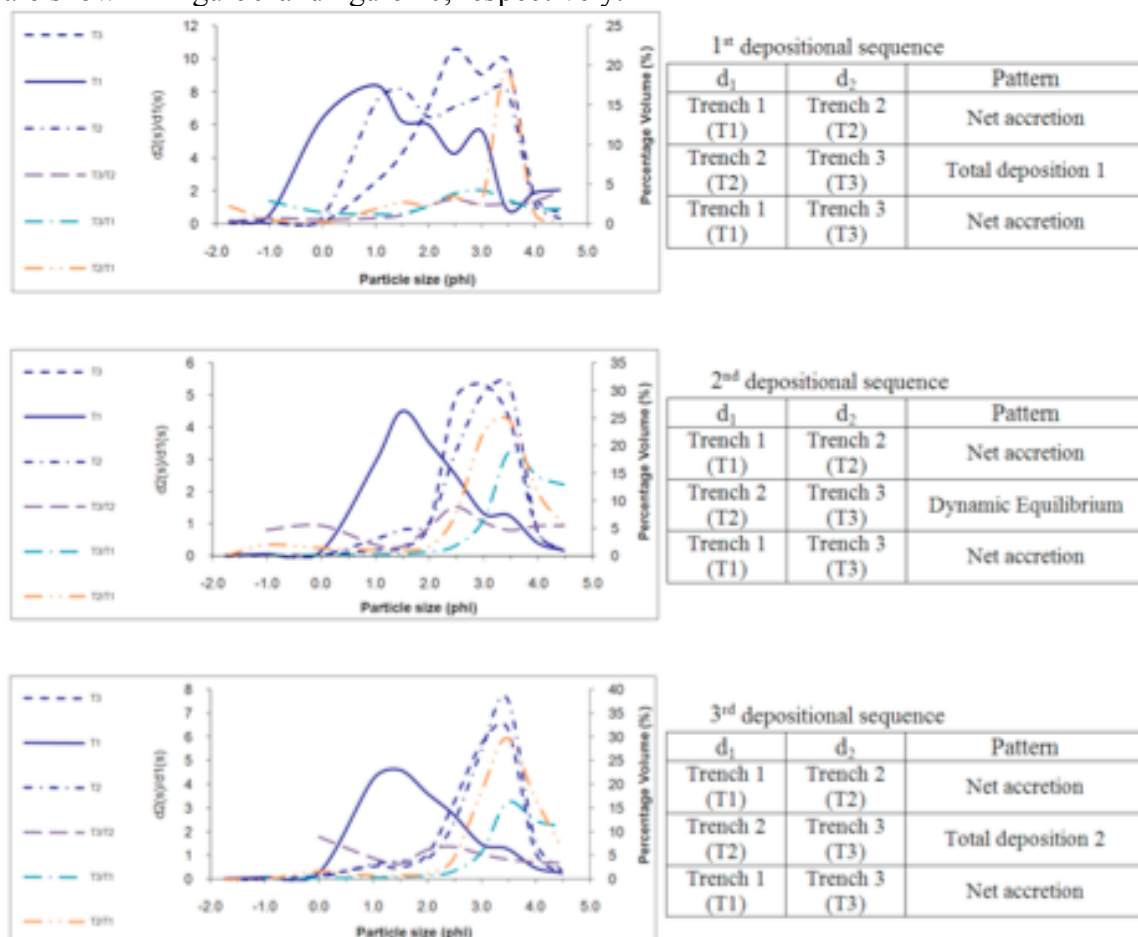 are shown in Figure and Figure respectively.
T3
T1
T2
T3/T2
T3/T1
T2/T1
d2(s)/d1(s)
12
10
8
6
4
2
0
25
20
15
10
5
0
Percentage Volume (%)
-2.0 -1.0 0.0 1.0 2.0 3.0 4.0 5.0
Particle size (phi)
1st depositional sequence
d1 d2 Pattern
Trench 1 Trench 2 Net accretion
(T1) (T2)
Trench 2 Trench 3 Total deposition 1
(T2) (T3)
Trench 1 Trench 3 Net accretion
(T1) (T3)
T3
T1
T2
T3/T2
T3/T1
T2/T1
d2(s)/d1(s)
6
5
4
3
2
1
0
35
30
25
20
15
10
5
0
Percentage Volume (%)
-2.0 -1.0 0.0 1.0 2.0 3.0 4.0 5.0
Particle size (phi)
2nd depositional sequence
d1 d2 Pattern
Trench 1 Trench 2 Net accretion
(T1) (T2)
Trench 2 Trench 3 Dynamic Equilibrium
(T2) (T3)
Trench 1 Trench 3 Net accretion
(T1) (T3)
T3
T1
T2
T3/T2
T3/T1
T2/T1
d2(s)/d1(s)
8
7
6
5
4
3
2
1
0
40
35
30
25
20
15
10
5
0
Percentage Volume (%)
-2.0 -1.0 0.0 1.0 2.0 3.0 4.0 5.0
Particle size (phi)
3rd depositional sequence
d1 d2 Pattern
Trench 1 Trench 2 Net accretion
(T1) (T2)
Trench 2 Trench 3 Total deposition 2
(T2) (T3)
Trench 1 Trench 3 Net accretion
(T1) (T3)